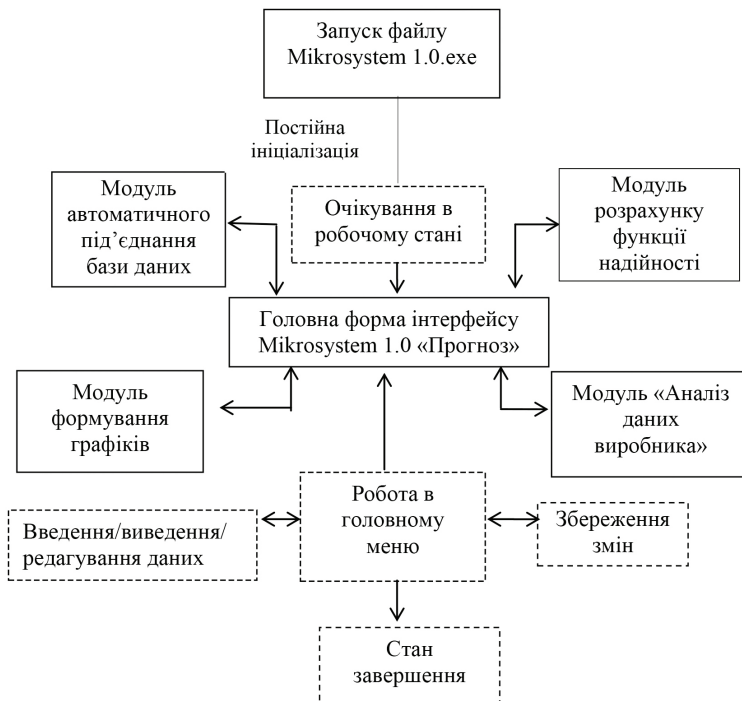 Запуск файлу
Mikrosystem 1.0.exe
Постійна
ініціалізація
Модуль
автоматичного
під’єднання
бази даних
Очікування в
робочому стані
Модуль
розрахунку
функції
надійності
Головна форма інтерфейсу
Mikrosystem 1.0 «Прогноз»
Модуль
формування
графіків
Модуль «Аналіз
даних
виробника»
Введення/виведення/
редагування даних
Робота в
головному
меню
Збереження
змін
Стан
завершення